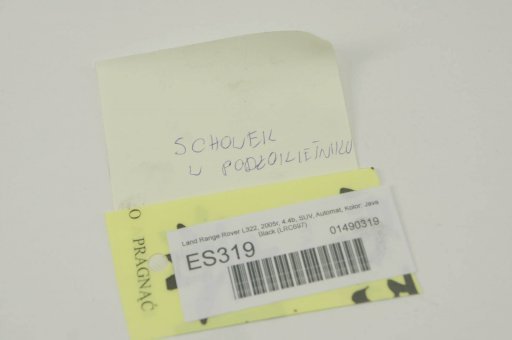 SCHOWEK
W PODŁOKIETNIKU
O PRAGNĄĆ
Land Range Rover L322, 2005r, 4.4b, SUV, Automat, Kolor: Java
Black (LRC697)
ES319
01490319